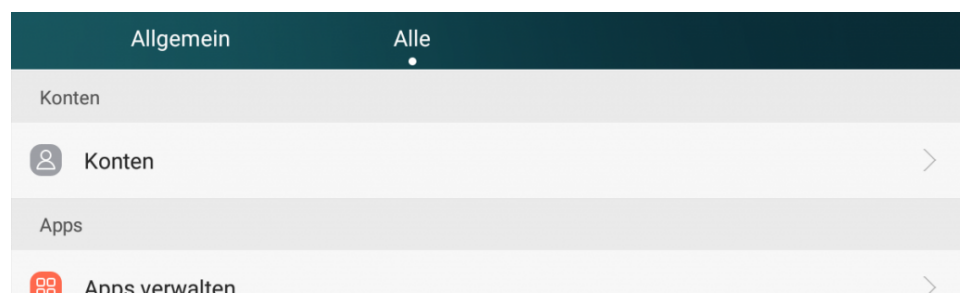 Allgemein Alle
Konten
Konten
Apps
Apps verwalten